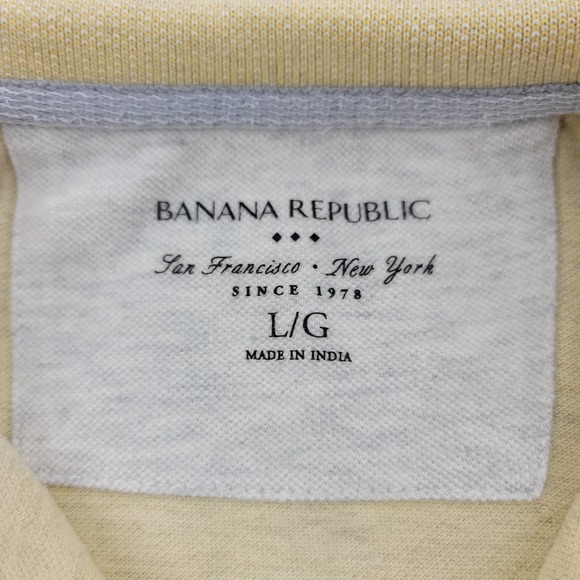 BANANA REPUBLIC
San Francisco • New York
SINCE 1978
L/G
MADE IN INDIA